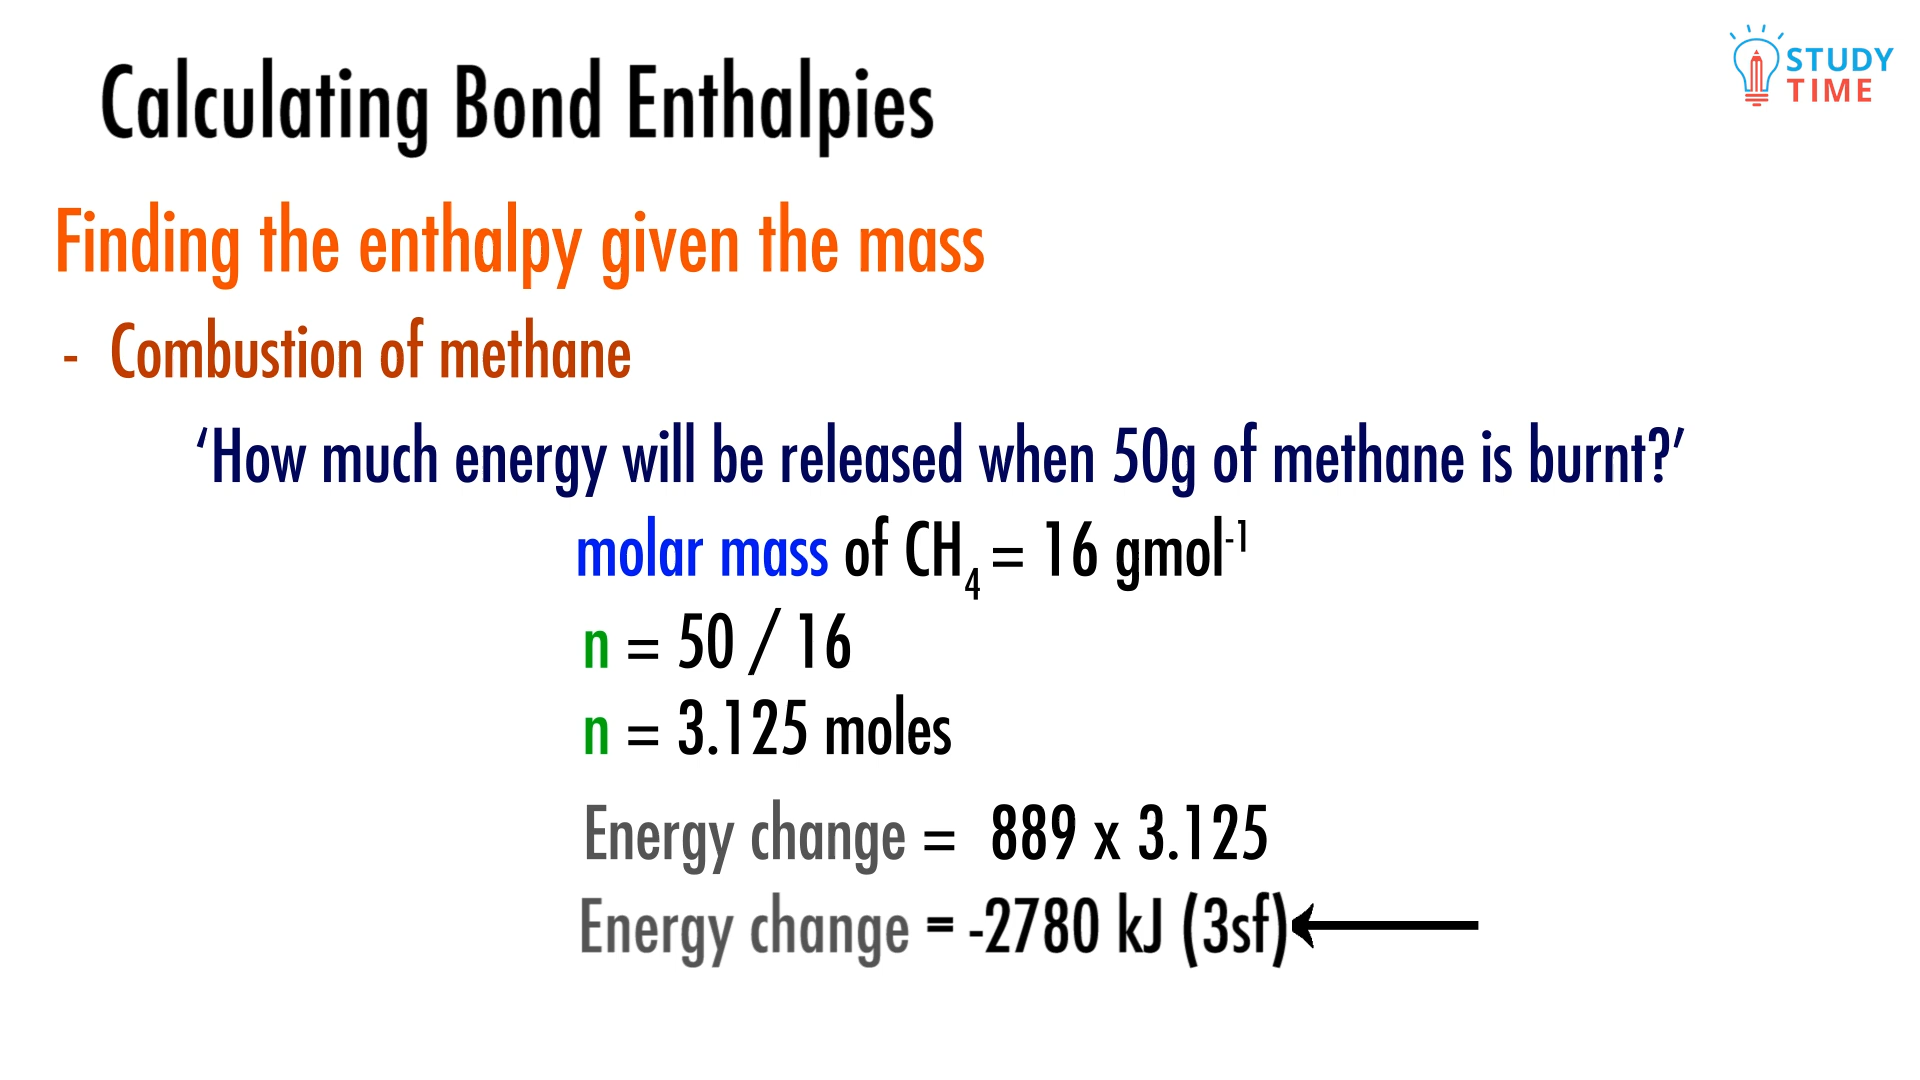 Calculating Bond Enthalpies
STUDY
TIME
Finding the enthalpy given the mass
- Combustion of methane
‘How much energy will be released when 50g of methane is burnt?’
molar mass of CH₄ = 16 gmol⁻¹
n = 50 / 16
n = 3.125 moles
Energy change = 889 x 3.125
Energy change = -2780 kJ (3sf)